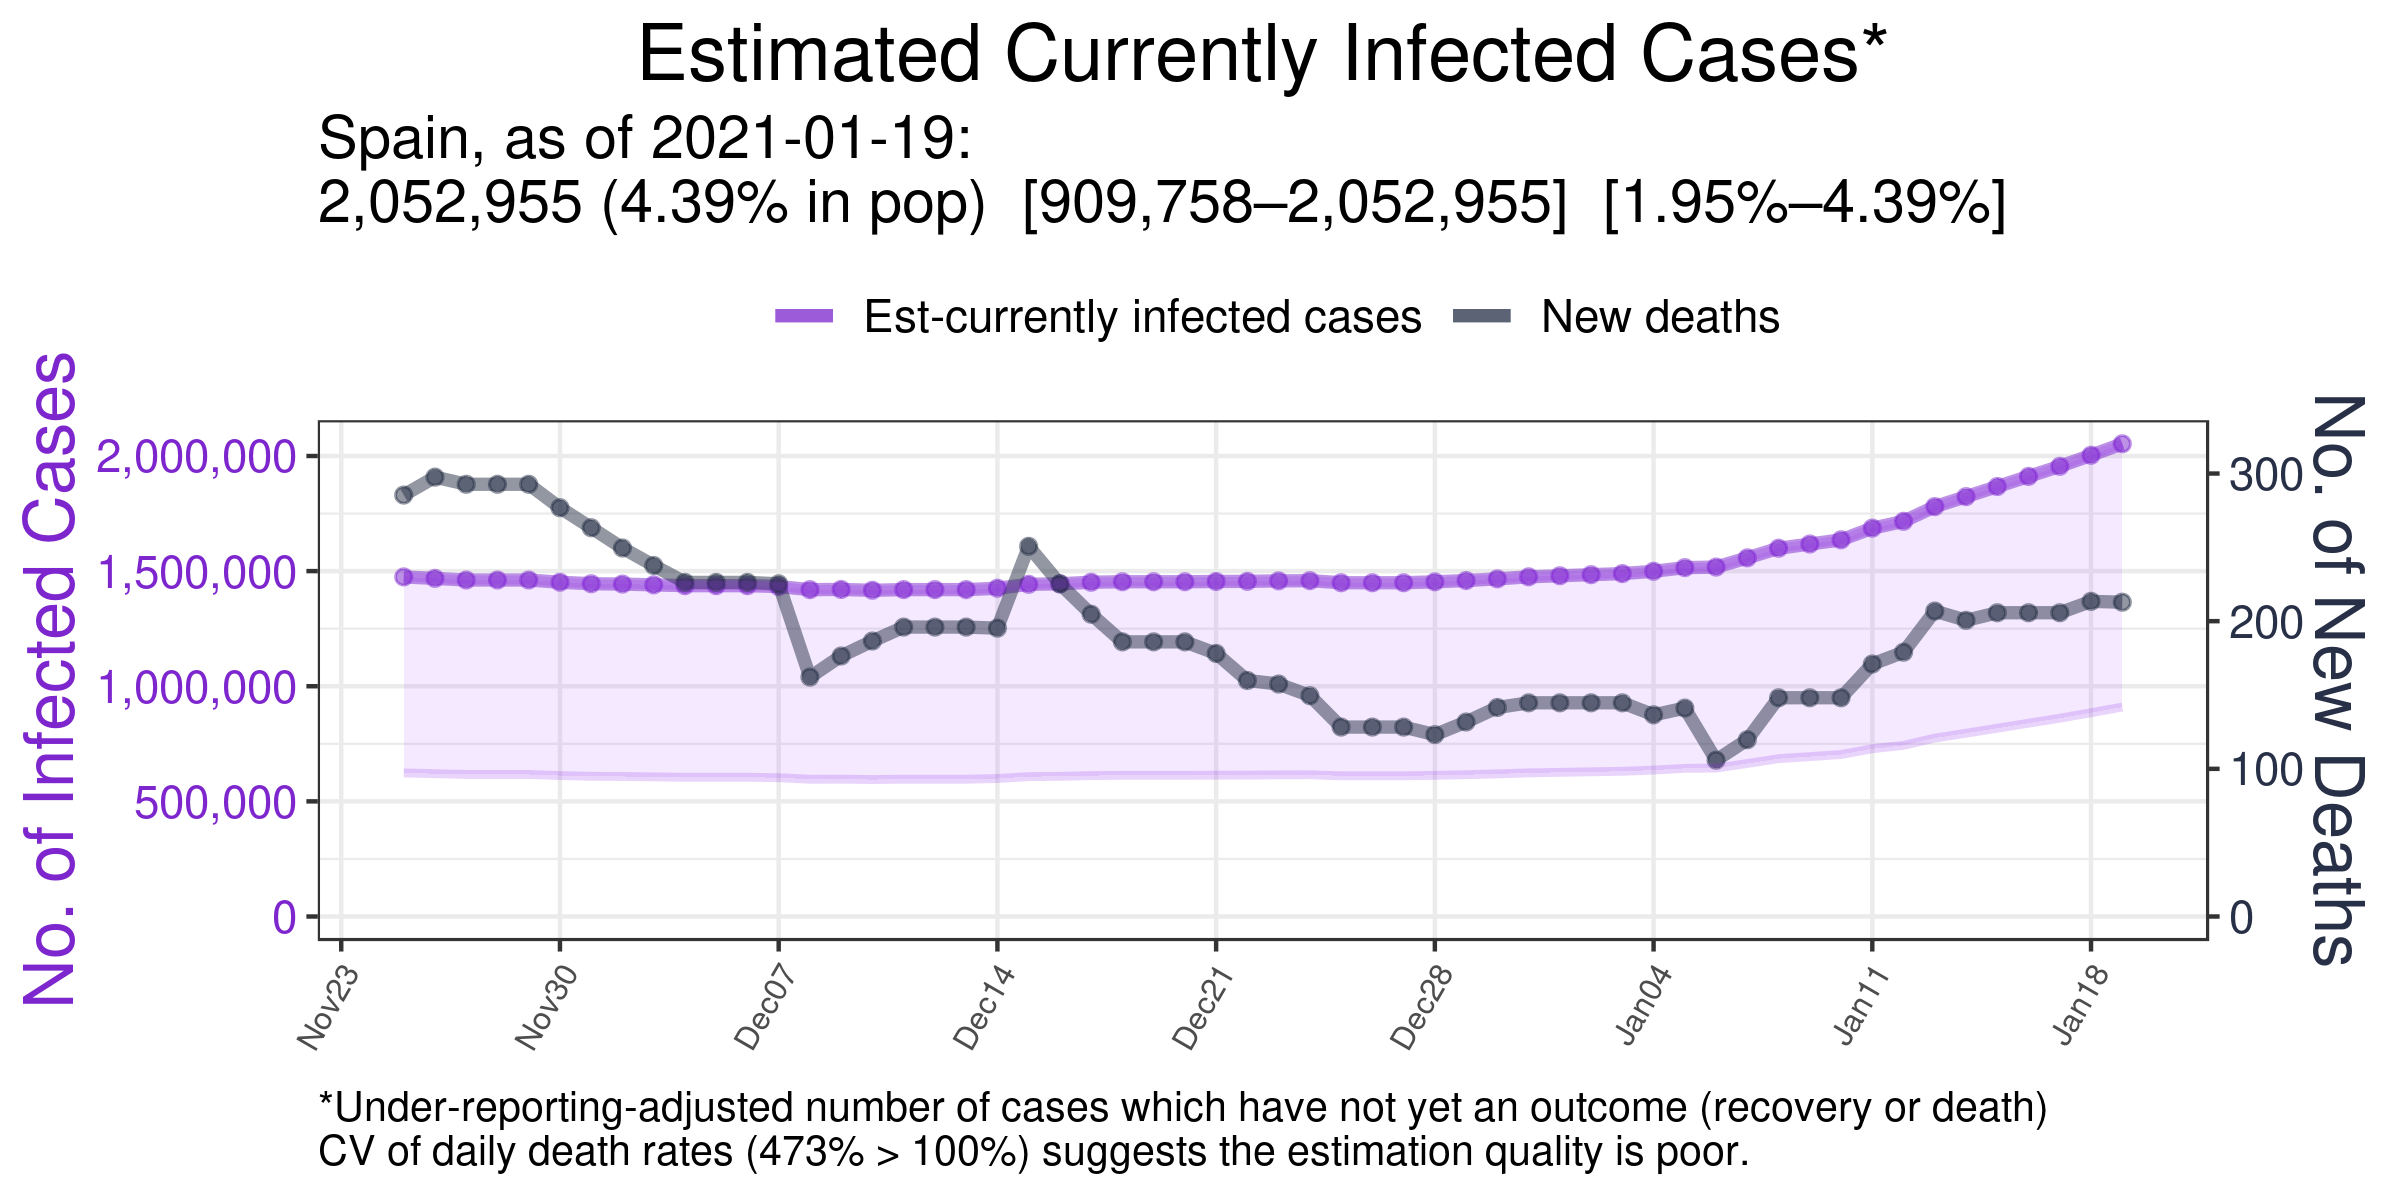 Estimated Currently Infected Cases*
Spain, as of 2021-01-19:
2,052,955 (4.39% in pop)  [909,758–2,052,955]  [1.95%–4.39%]
Est-currently infected cases
New deaths
No. of Infected Cases
2,000,000
1,500,000
1,000,000
500,000
0
300
200
100
0
No. of New Deaths
Nov23
Nov30
Dec07
Dec14
Dec21
Dec28
Jan04
Jan11
Jan18
*Under-reporting-adjusted number of cases which have not yet an outcome (recovery or death)
CV of daily death rates (473% > 100%) suggests the estimation quality is poor.